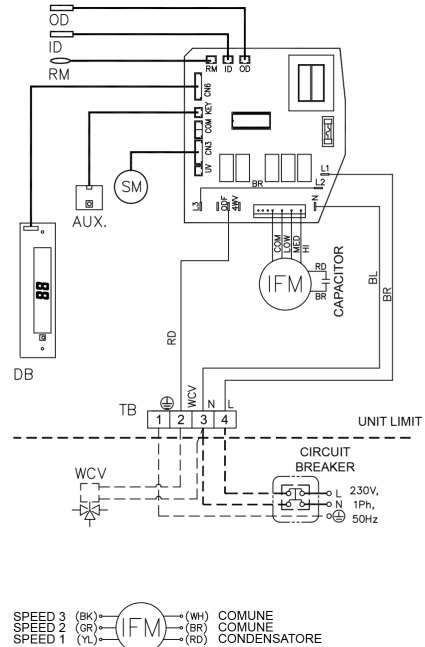 OD
ID
RM
RM ID OD
CN6
KEY
COM
CN3
UV
SM
AUX.
88
DB
L1
L2
BR
N
L3
ODF
4WV
COM
LOW
MED
HI
IFM
RD
BR
CAPACITOR
BL
BR
RD
WCV
N
L
TB
1 2 3 4
UNIT LIMIT
CIRCUIT
BREAKER
WCV
L 230V,
N 1Ph,
50Hz
SPEED 3 (BK) IFM (WH) COMUNE
SPEED 2 (GR) (BR) COMUNE
SPEED 1 (YL) (RD) CONDENSATORE